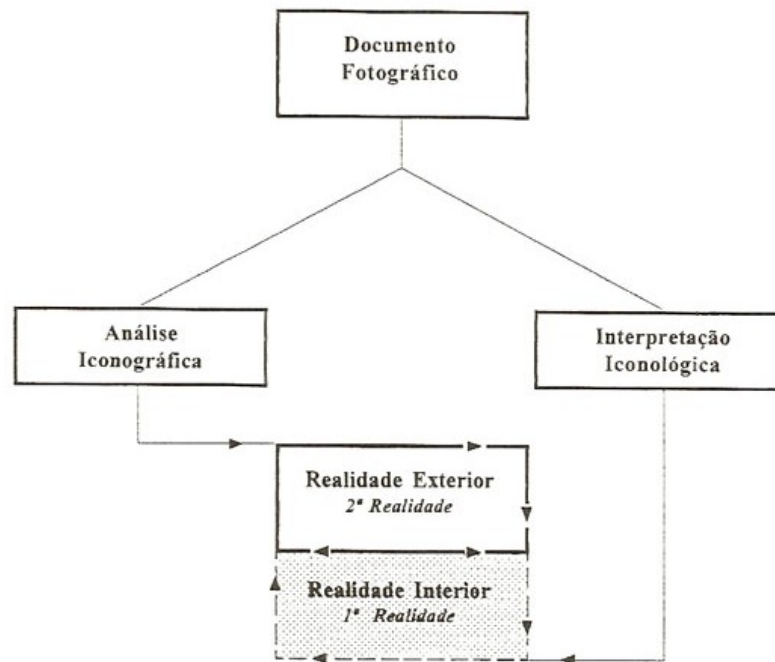 Documento
Fotográfico
Análise
Iconográfica
Interpretação
Iconológica
Realidade Exterior
2ª Realidade
Realidade Interior
1ª Realidade